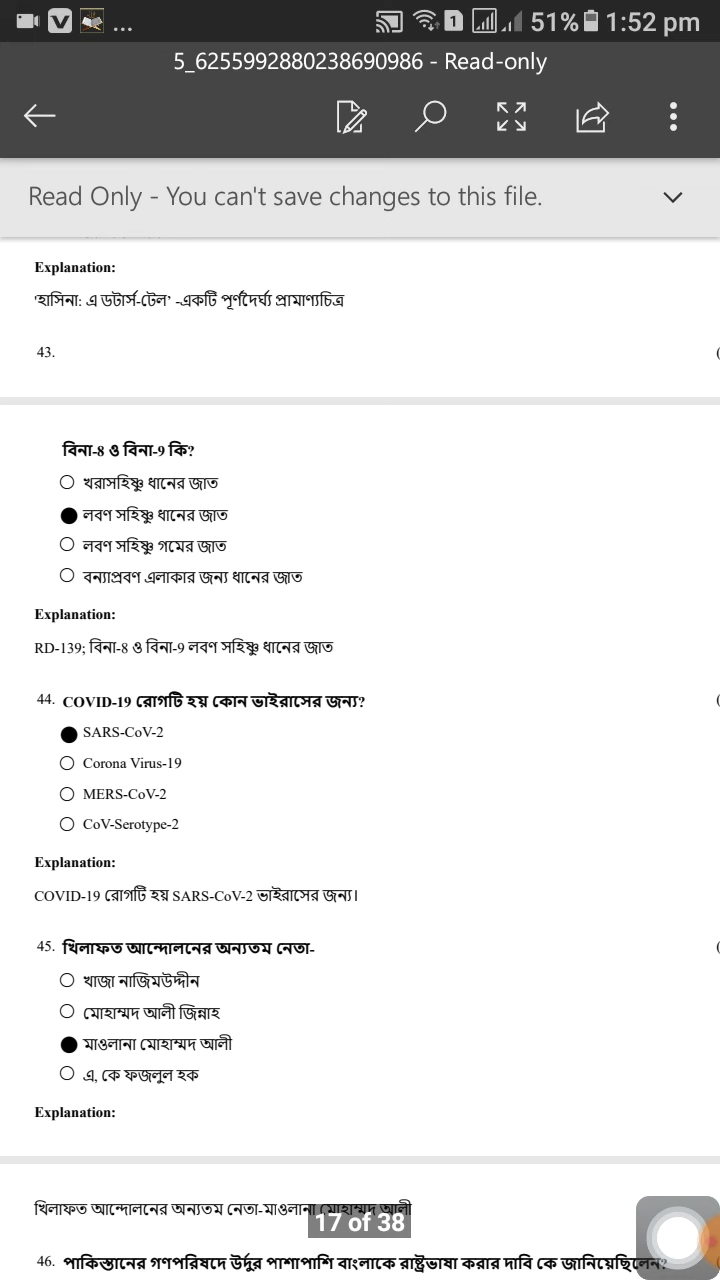 51% 1:52 pm
5_6255992880238690986 - Read-only
Read Only - You can't save changes to this file.
Explanation:
'হাসিনা: এ ডটার্স-টেল’ -একটি পূর্ণদৈর্ঘ্য প্রামাণ্যচিত্র
43.
বিনা-8 ও বিনা-9 কি?
খরাসহিষ্ণু ধানের জাত
লবণ সহিষ্ণু ধানের জাত
লবণ সহিষ্ণু গমের জাত
বন্যাপ্রবণ এলাকার জন্য ধানের জাত
Explanation:
RD-139; বিনা-8 ও বিনা-9 লবণ সহিষ্ণু ধানের জাত
44. COVID-19 রোগটি হয় কোন ভাইরাসের জন্য?
SARS-CoV-2
Corona Virus-19
MERS-CoV-2
CoV-Serotype-2
Explanation:
COVID-19 রোগটি হয় SARS-CoV-2 ভাইরাসের জন্য।
45. খিলাফত আন্দোলনের অন্যতম নেতা-
খাজা নাজিমউদ্দীন
মোহাম্মদ আলী জিন্নাহ
মাওলানা মোহাম্মদ আলী
এ, কে ফজলুল হক
Explanation:
খিলাফত আন্দোলনের অন্যতম নেতা-মাওলানা মোহাম্মদ আলী
17 of 38
46. পাকিস্তানের গণপরিষদে উর্দুর পাশাপাশি বাংলাকে রাষ্ট্রভাষা করার দাবি কে জানিয়েছিলেন?